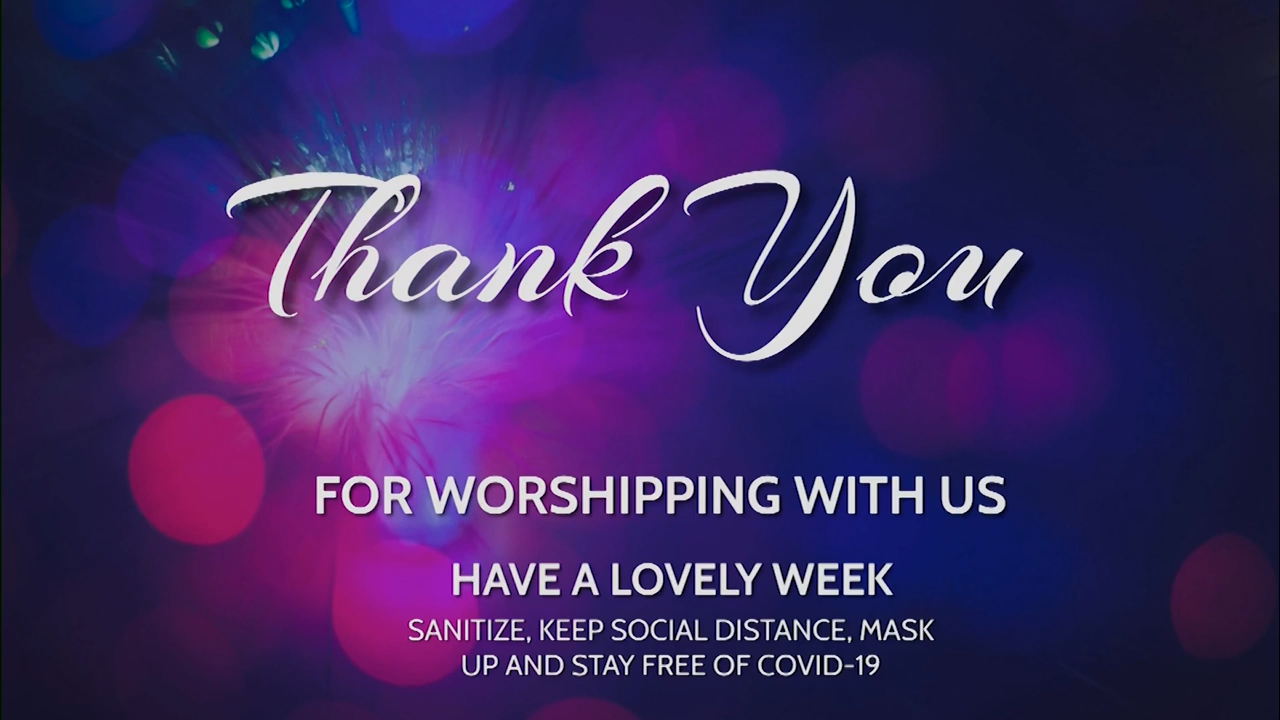 Thank You
FOR WORSHIPPING WITH US
HAVE A LOVELY WEEK
SANITIZE, KEEP SOCIAL DISTANCE, MASK
UP AND STAY FREE OF COVID-19